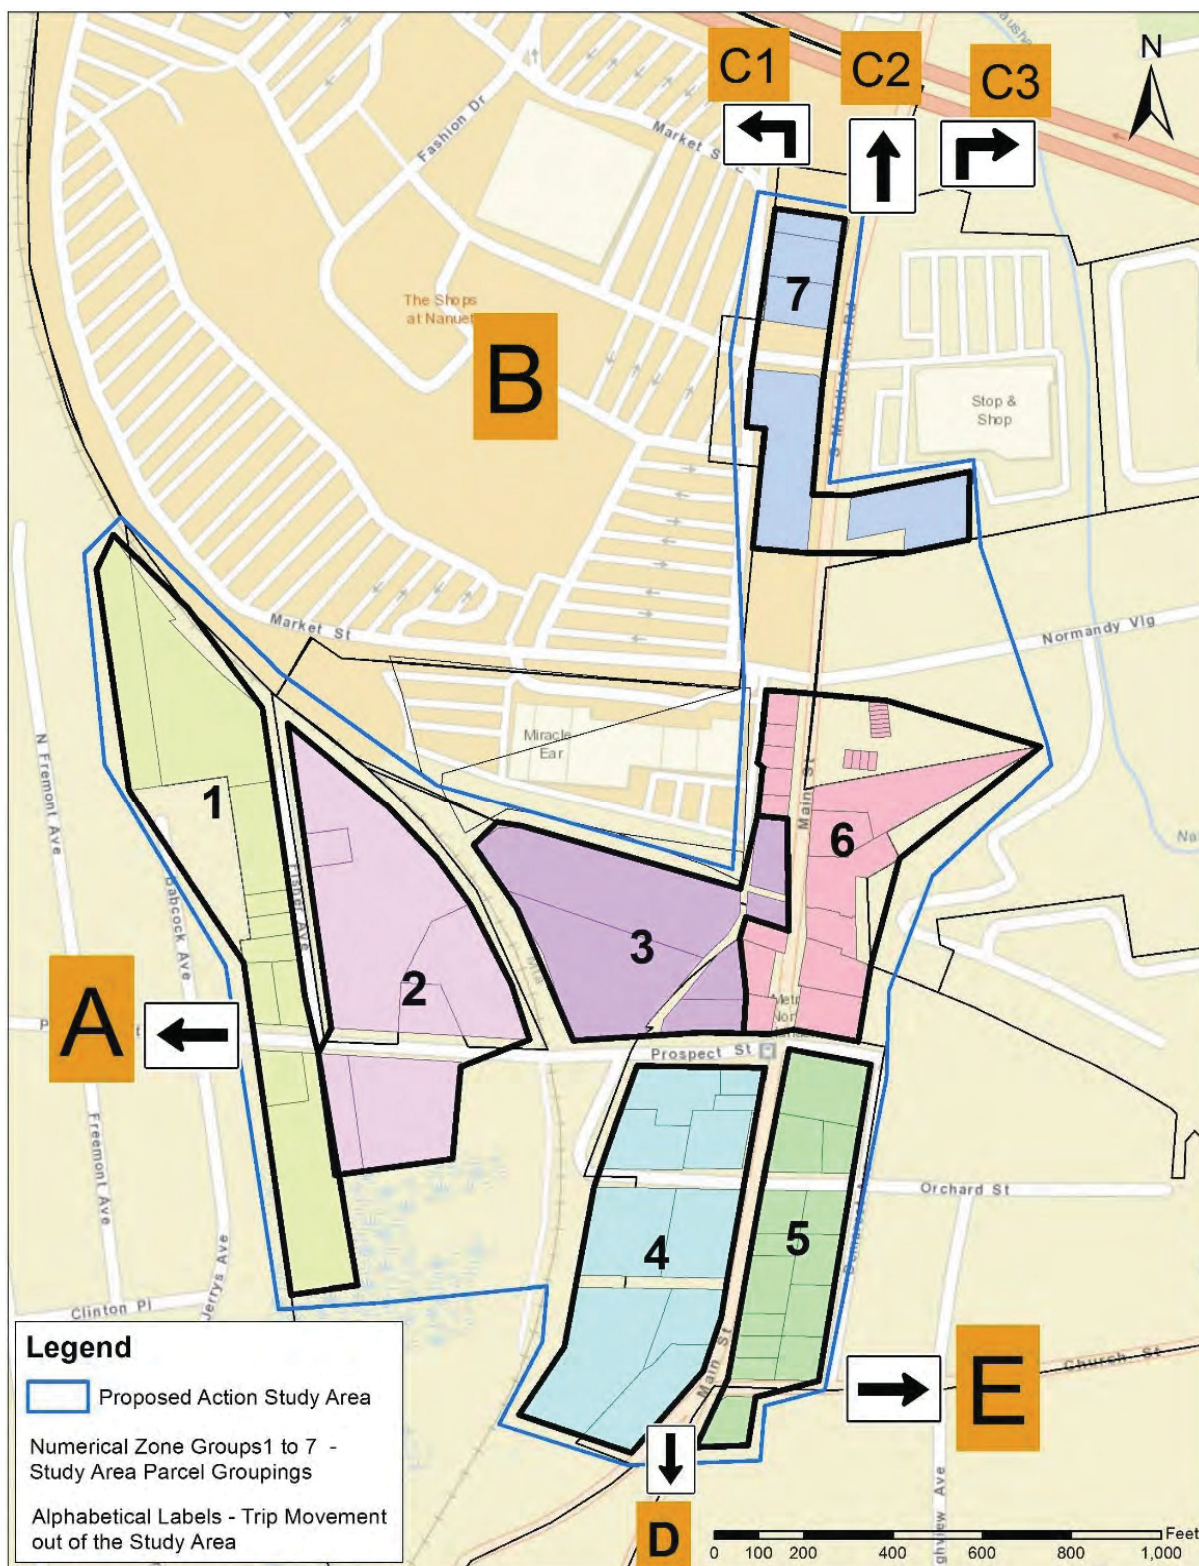 C1
C2
C3
N
Fashion Dr
Market S
7
The Shops
at Nanuet
B
S Middletown Rd
Stop &
Shop
Market St
Normandy Vlg
N Fremont Ave
Miracle
Ear
Main St
1
6
Babcock Ave
Fisher Ave
3
2
A
Prospect St
Orchard St
Freemont Ave
4
5
Jerrys Ave
Clinton Pl
Main St
Church St
E
D
Legend
Proposed Action Study Area
Numerical Zone Groups1 to 7 -
Study Area Parcel Groupings
Alphabetical Labels - Trip Movement
out of the Study Area
Feet
0 100 200 400 600 800 1,000